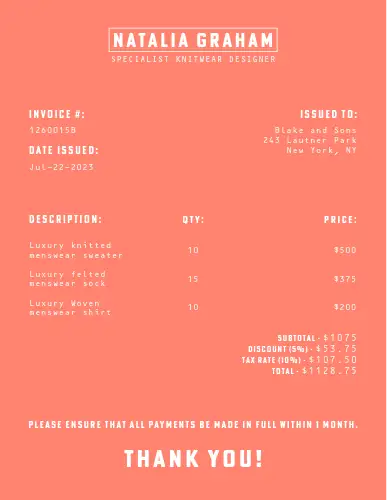 NATALIA GRAHAM
SPECIALIST KNITWEAR DESIGNER
INVOICE #:
1260015B
ISSUED TO:
Blake and Sons
243 Lautner Park
New York, NY
DATE ISSUED:
Jul-22-2023
DESCRIPTION: QTY: PRICE:
Luxury knitted
menswear sweater
10 $500
Luxury felted
menswear sock
15 $375
Luxury Woven
menswear shirt
10 $200
SUBTOTAL - $1075
DISCOUNT (5%) - $53.75
TAX RATE (10%) - $107.50
TOTAL - $1128.75
PLEASE ENSURE THAT ALL PAYMENTS BE MADE IN FULL WITHIN 1 MONTH.
THANK YOU!